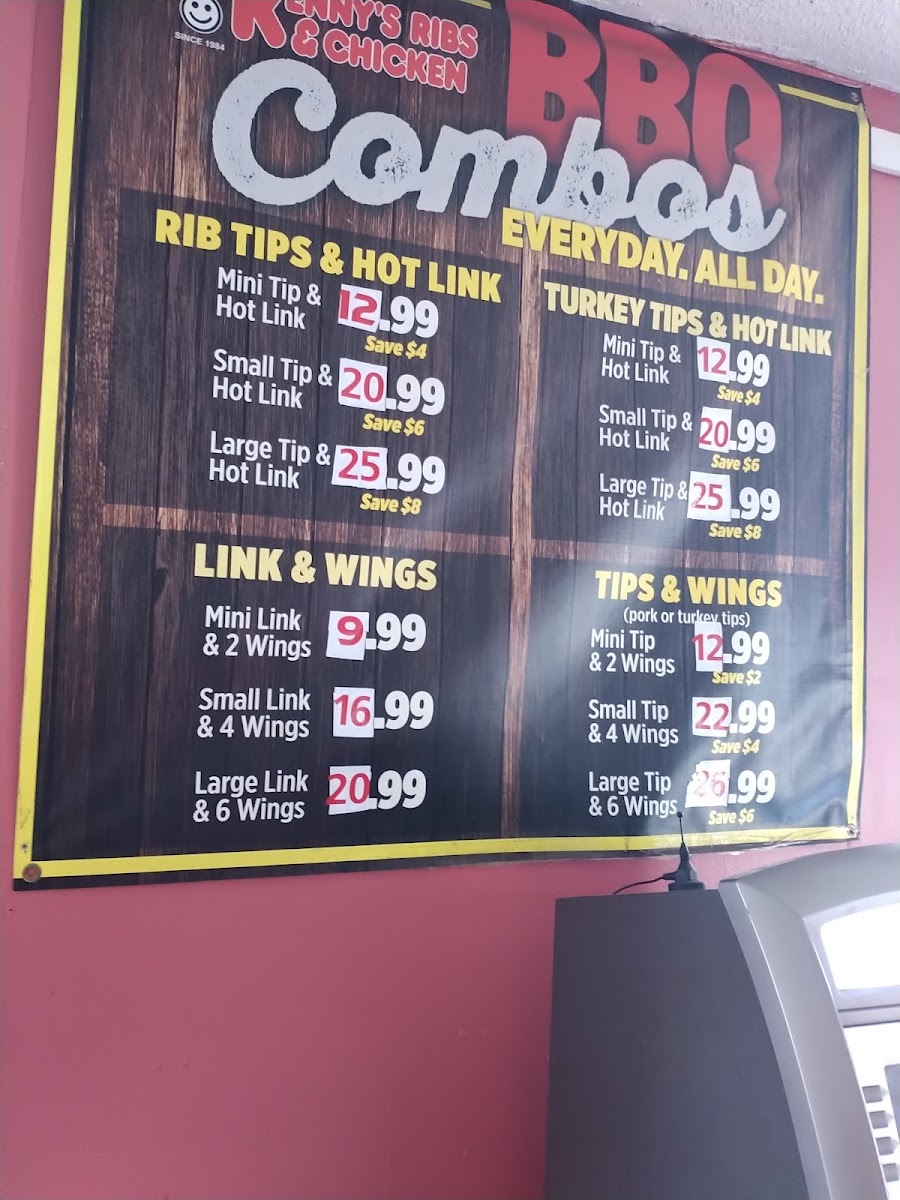 KENNY'S RIBS
& CHICKEN
SINCE 1984
BBQ
Combos
EVERYDAY. ALL DAY.
RIB TIPS & HOT LINK
Mini Tip &
Hot Link 12.99
Save $4
Small Tip &
Hot Link 20.99
Save $6
Large Tip &
Hot Link 25.99
Save $8
TURKEY TIPS & HOT LINK
Mini Tip &
Hot Link 12.99
Save $4
Small Tip &
Hot Link 20.99
Save $6
Large Tip &
Hot Link 25.99
Save $8
LINK & WINGS
Mini Link
& 2 Wings 9.99
Small Link
& 4 Wings 16.99
Large Link
& 6 Wings 20.99
TIPS & WINGS
(pork or turkey tips)
Mini Tip
& 2 Wings 12.99
Save $2
Small Tip
& 4 Wings 22.99
Save $4
Large Tip
& 6 Wings 26.99
Save $6